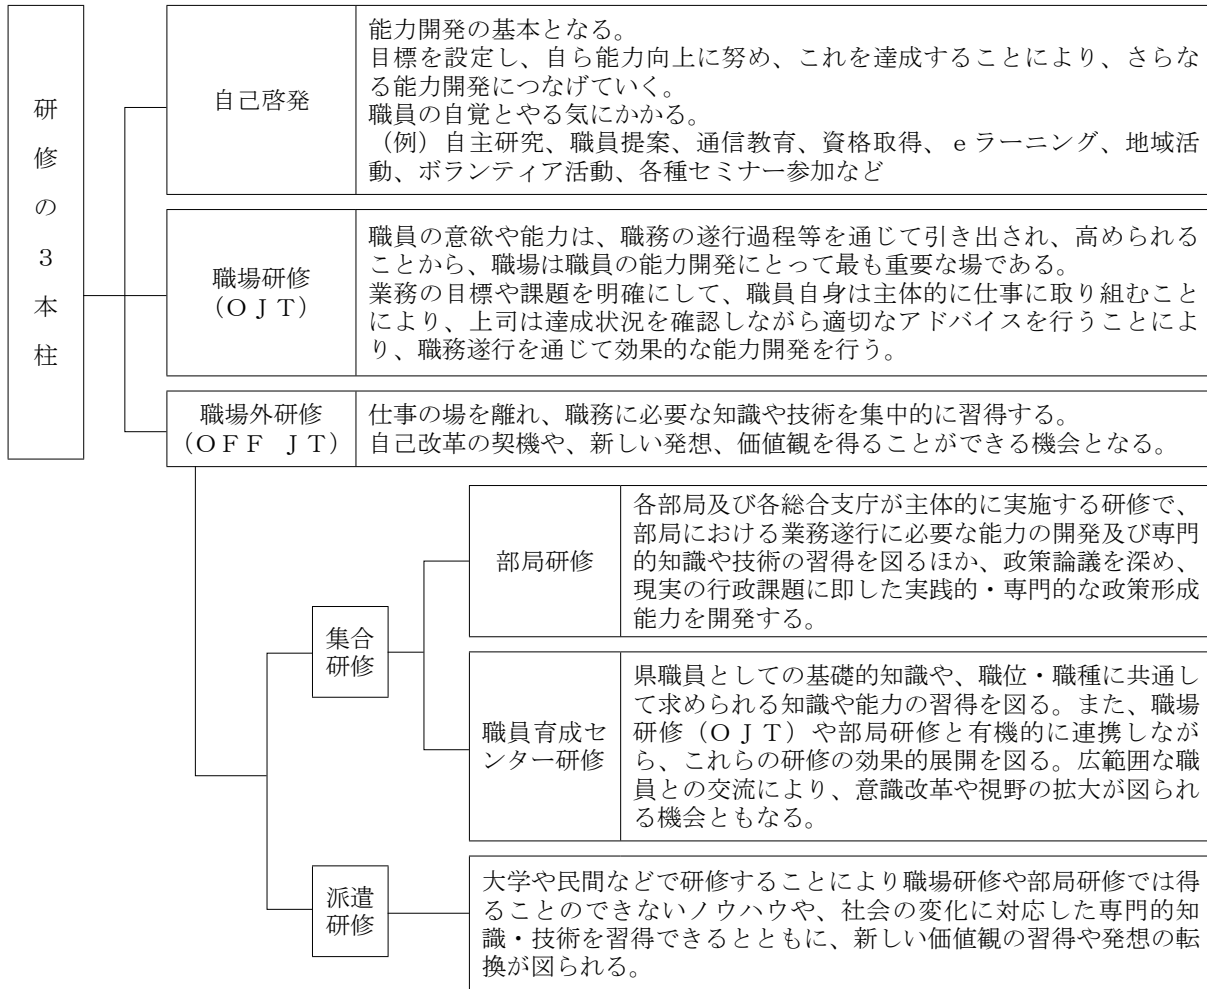 研修の3本柱
自己啓発
能力開発の基本となる。
目標を設定し、自ら能力向上に努め、これを達成することにより、さらな
る能力開発につなげていく。
職員の自覚とやる気にかかる。
（例）自主研究、職員提案、通信教育、資格取得、ｅラーニング、地域活
動、ボランティア活動、各種セミナー参加など
職場研修
（ＯＪＴ）
職員の意欲や能力は、職務の遂行過程等を通じて引き出され、高められる
ことから、職場は職員の能力開発にとって最も重要な場である。
業務の目標や課題を明確にして、職員自身は主体的に仕事に取り組むこと
により、上司は達成状況を確認しながら適切なアドバイスを行うことによ
り、職務遂行を通じて効果的な能力開発を行う。
職場外研修
（ＯＦＦ　ＪＴ）
仕事の場を離れ、職務に必要な知識や技術を集中的に習得する。
自己改革の契機や、新しい発想、価値観を得ることができる機会となる。
集合
研修
部局研修
各部局及び各総合支庁が主体的に実施する研修で、
部局における業務遂行に必要な能力の開発及び専門
的知識や技術の習得を図るほか、政策論議を深め、
現実の行政課題に即した実践的・専門的な政策形成
能力を開発する。
職員育成セ
ンター研修
県職員としての基礎的知識や、職位・職種に共通し
て求められる知識や能力の習得を図る。また、職場
研修（ＯＪＴ）や部局研修と有機的に連携しなが
ら、これらの研修の効果的展開を図る。広範囲な職
員との交流により、意識改革や視野の拡大が図られ
る機会ともなる。
派遣
研修
大学や民間などで研修することにより職場研修や部局研修では得
ることのできないノウハウや、社会の変化に対応した専門的知
識・技術を習得できるとともに、新しい価値観の習得や発想の転
換が図られる。